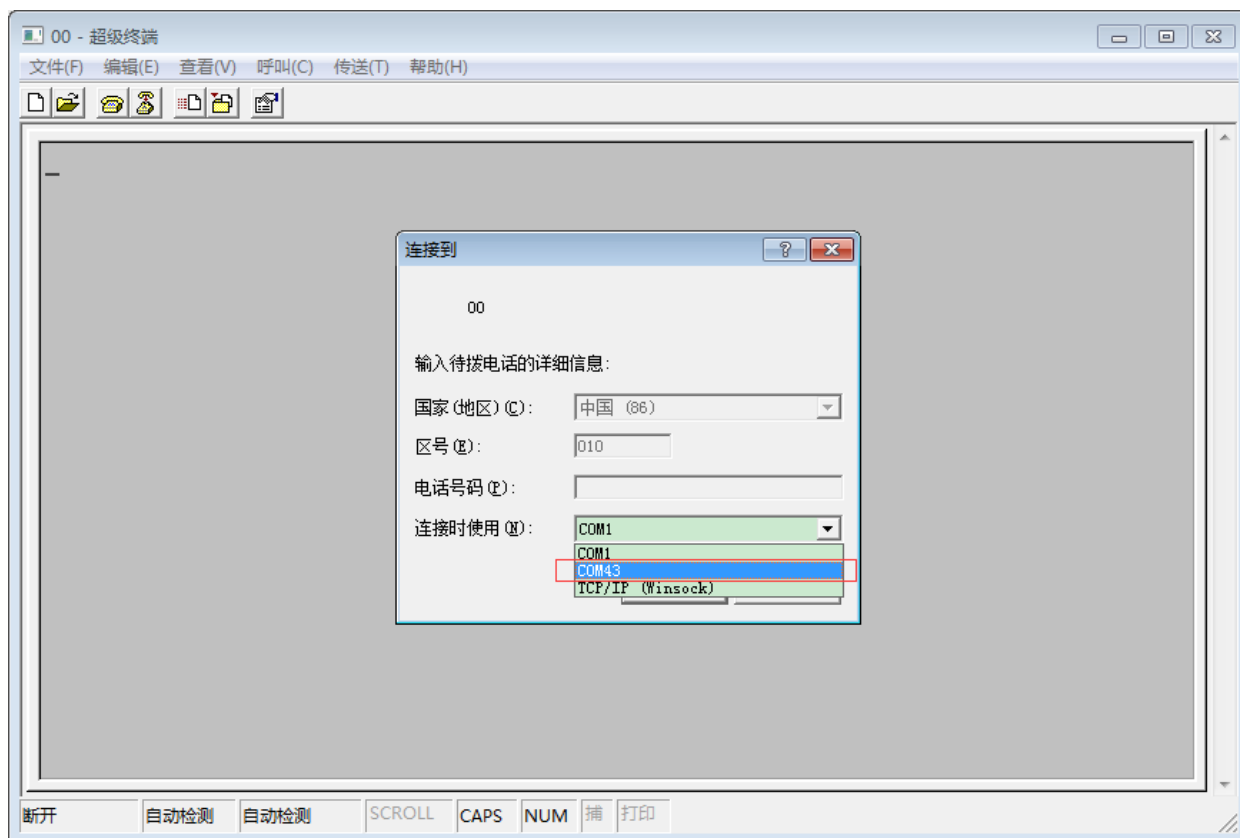 00 - 超级终端
文件(F) 编辑(E) 查看(V) 呼叫(C) 传送(T) 帮助(H)
连接到
00
输入待拨电话的详细信息:
国家(地区)(C): 中国 (86)
区号(E): 010
电话号码(P):
连接时使用(N): COM1
COM1
COM43
TCP/IP (Winsock)
断开 自动检测 自动检测 SCROLL CAPS NUM 捕 打印